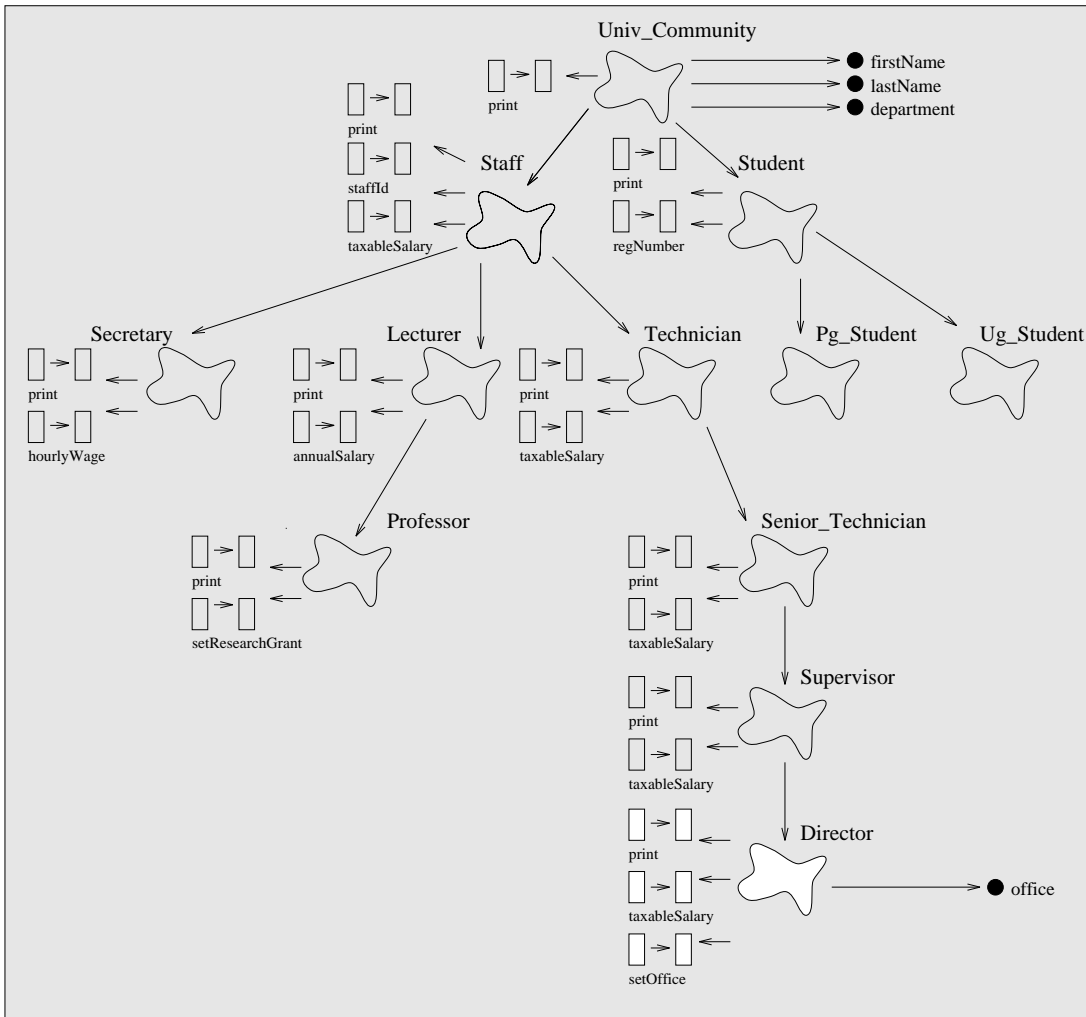 Univ_Community
firstName
lastName
department
print
print
Staff
Student
staffId
print
taxableSalary
regNumber
Secretary
Lecturer
Technician
Pg_Student
Ug_Student
print
print
print
hourlyWage
annualSalary
taxableSalary
Professor
Senior_Technician
print
print
setResearchGrant
taxableSalary
Supervisor
print
taxableSalary
Director
print
office
taxableSalary
setOffice